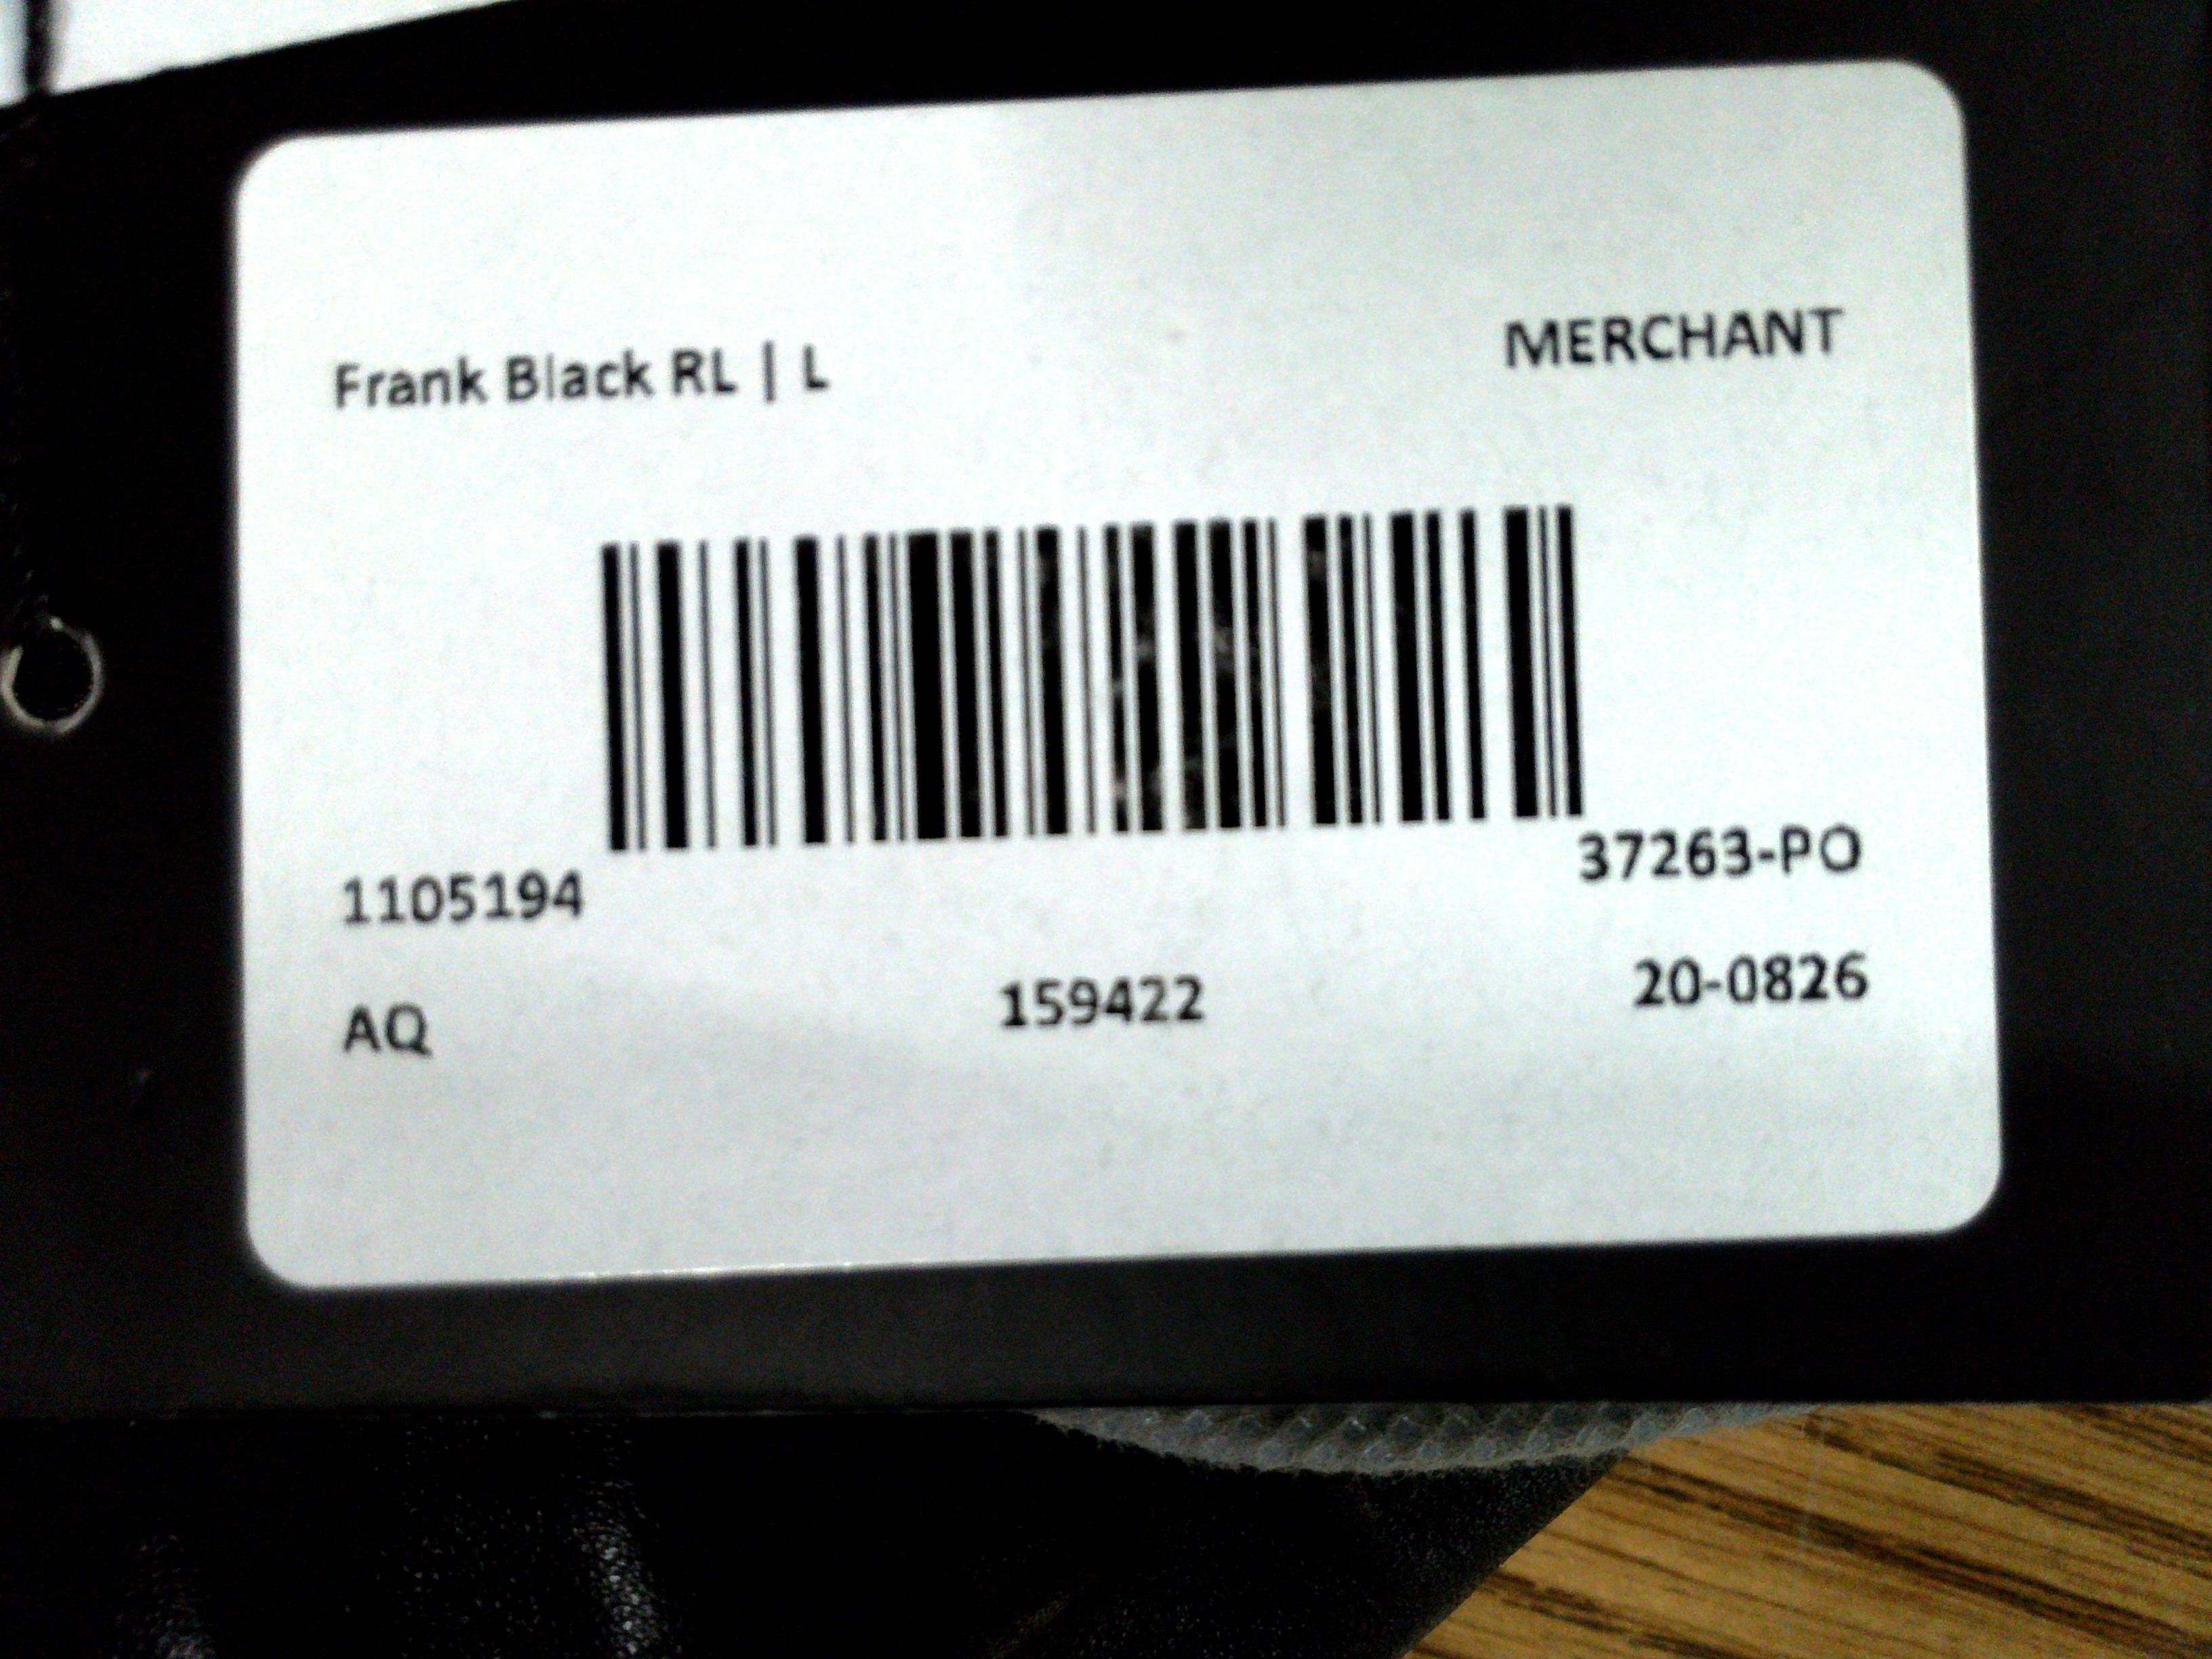 Frank Black RL | L
MERCHANT
1105194
37263-PO
AQ
159422
20-0826